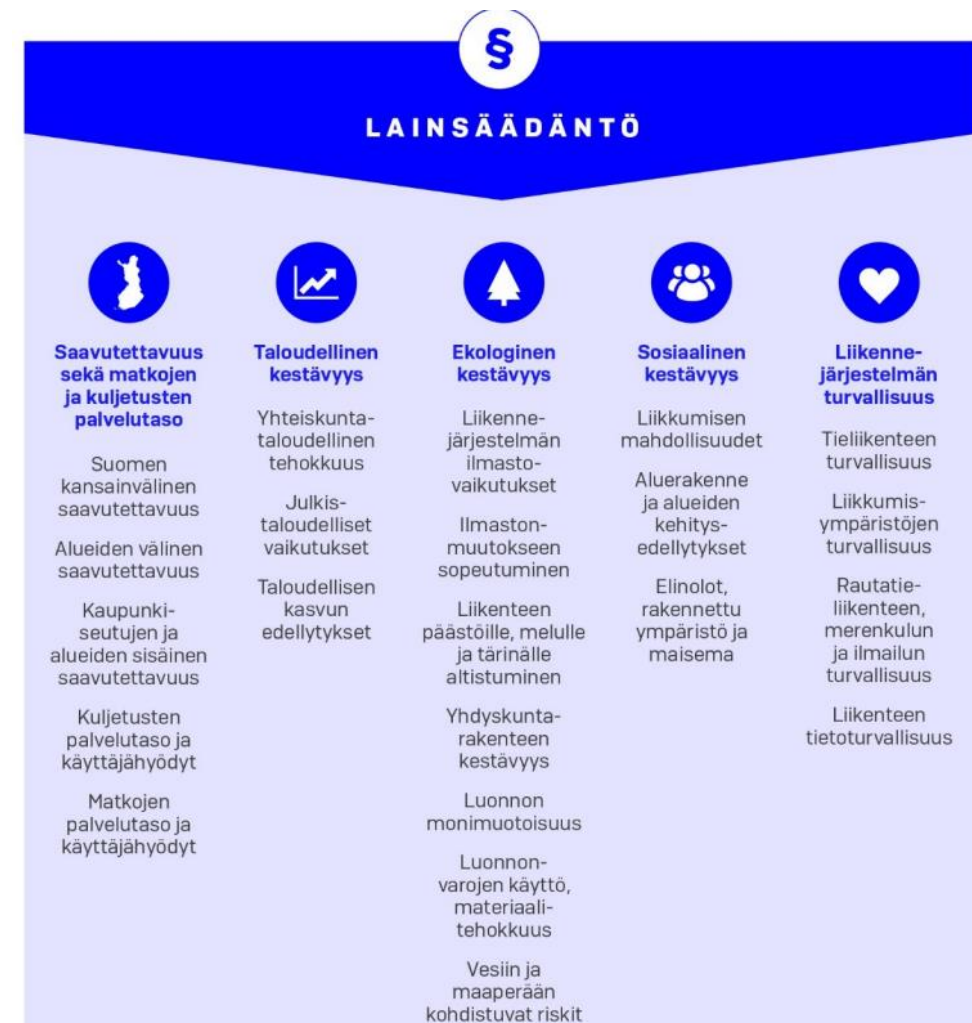 §
LAINSÄÄDÄNTÖ
Saavutettavuus
sekä matkojen
ja kuljetusten
palvelutaso
Suomen
kansainvälinen
saavutettavuus
Alueiden välinen
saavutettavuus
Kaupunki-
seutujen ja
alueiden sisäinen
saavutettavuus
Kuljetusten
palvelutaso ja
käyttäjähyödyt
Matkojen
palvelutaso ja
käyttäjähyödyt
Taloudellinen
kestävyys
Yhteiskunta-
taloudellinen
tehokkuus
Julkis-
taloudelliset
vaikutukset
Taloudellisen
kasvun
edellytykset
Ekologinen
kestävyys
Liikenne-
järjestelmän
ilmasto-
vaikutukset
Ilmaston-
muutokseen
sopeutuminen
Liikenteen
päästöille, melulle
ja tärinälle
altistuminen
Yhdyskunta-
rakenteen
kestävyys
Luonnon
monimuotoisuus
Luonnon-
varojen käyttö,
materiaali-
tehokkuus
Vesiin ja
maaperään
kohdistuvat riskit
Sosiaalinen
kestävyys
Liikkumisen
mahdollisuudet
Aluerakenne
ja alueiden
kehitys-
edellytykset
Elinolot,
rakennettu
ympäristö ja
maisema
Liikenne-
järjestelmän
turvallisuus
Tieliikenteen
turvallisuus
Liikkumis-
ympäristöjen
turvallisuus
Rautatie-
liikenteen,
merenkulun
ja ilmailun
turvallisuus
Liikenteen
tietoturvallisuus